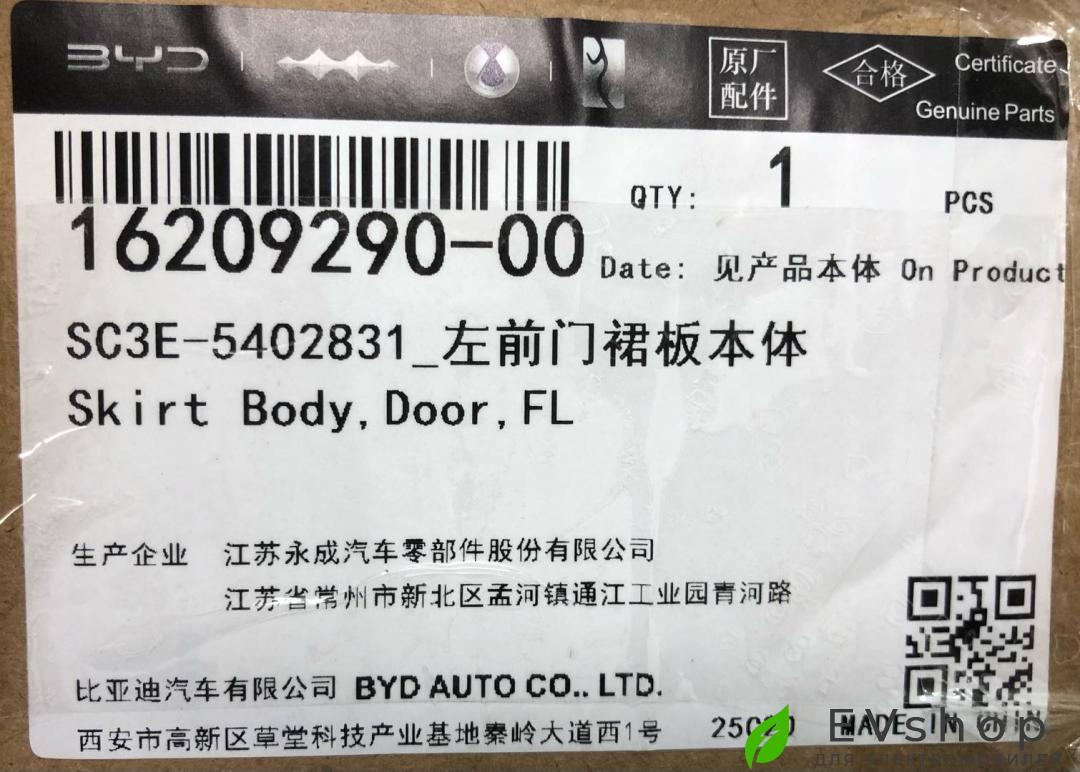 BYD
原厂 合格 Certificate
配件 Genuine Parts
16209290-00
QTY: 1 PCS
Date: 见产品本体 On Product
SC3E-5402831_左前门裙板本体
Skirt Body,Door,FL
生产企业 江苏永成汽车零部件股份有限公司
江苏省常州市新北区孟河镇通江工业园青河路
比亚迪汽车有限公司 BYD AUTO CO., LTD.
西安市高新区草堂科技产业基地秦岭大道西1号 MADE IN
EVshop
для электромобилей